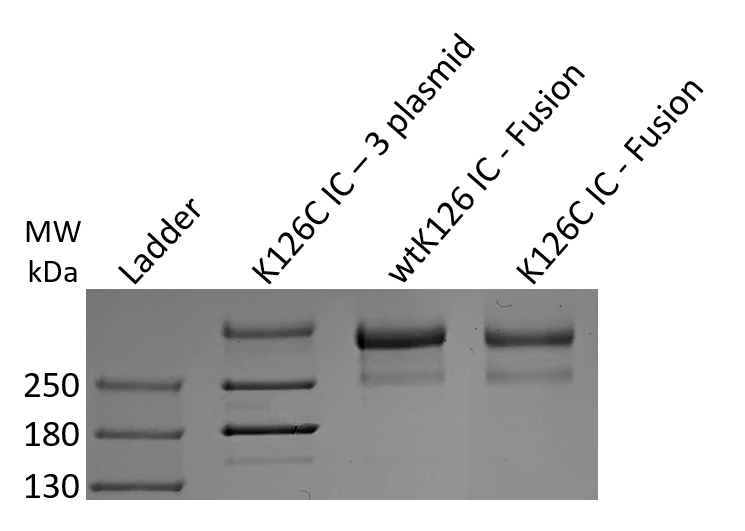 Ladder
K126C IC – 3 plasmid
wtK126 IC - Fusion
K126C IC - Fusion
MW
kDa
250
180
130